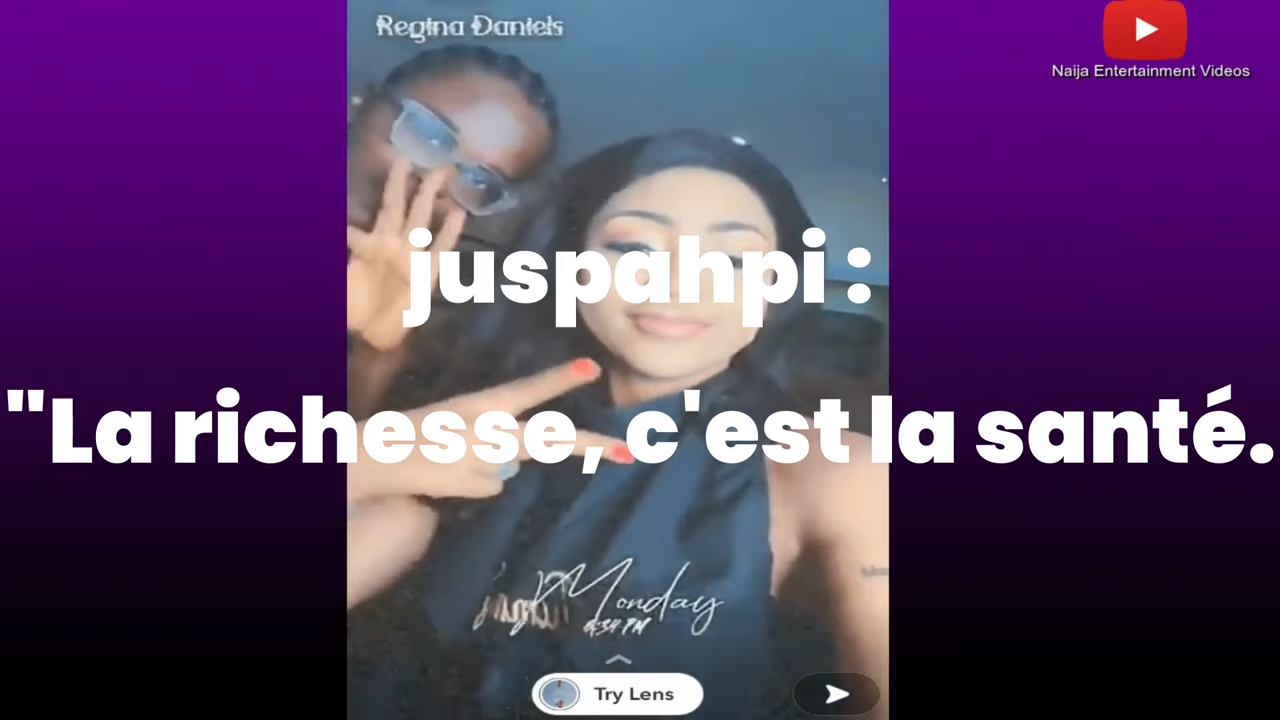 Regina Daniels
Naija Entertainment Videos
juspahpi :
"La richesse, c'est la santé.
Monday
Try Lens